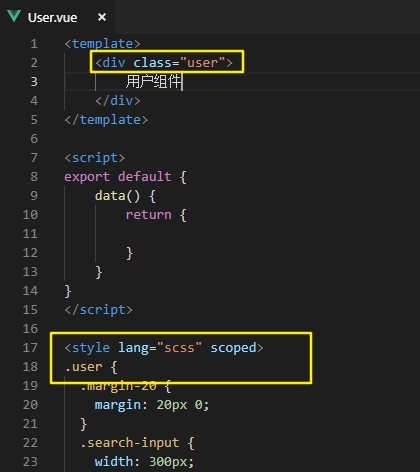 User.vue ×
1 <template>
2 <div class="user">
3 用户组件
4 </div>
5 </template>
6
7 <script>
8 export default {
9 data() {
10 return {
11
12 }
13 }
14 }
15 </script>
16
17 <style lang="scss" scoped>
18 .user {
19 .margin-20 {
20 margin: 20px 0;
21 }
22 .search-input {
23 width: 300px;